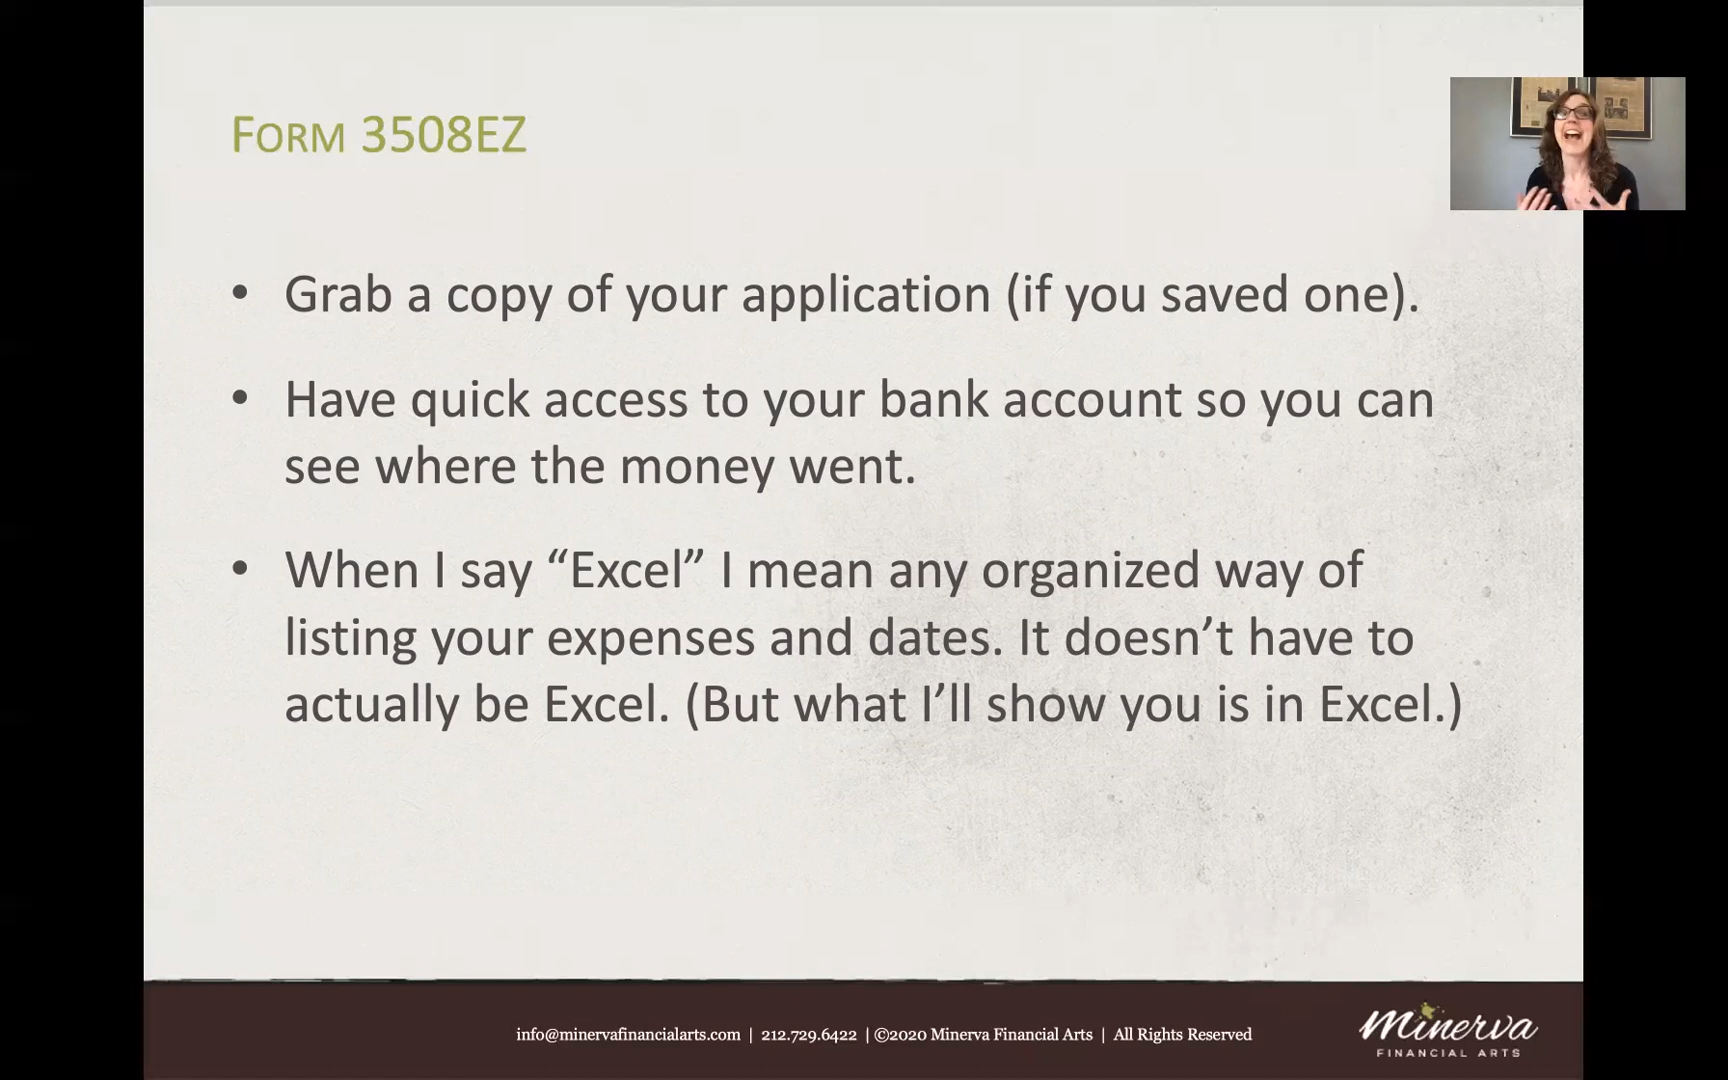 Form 3508EZ
• Grab a copy of your application (if you saved one).
• Have quick access to your bank account so you can
see where the money went.
• When I say “Excel” I mean any organized way of
listing your expenses and dates. It doesn’t have to
actually be Excel. (But what I’ll show you is in Excel.)
info@minervafinancialarts.com | 212.729.6422 | ©2020 Minerva Financial Arts | All Rights Reserved
Minerva
FINANCIAL ARTS